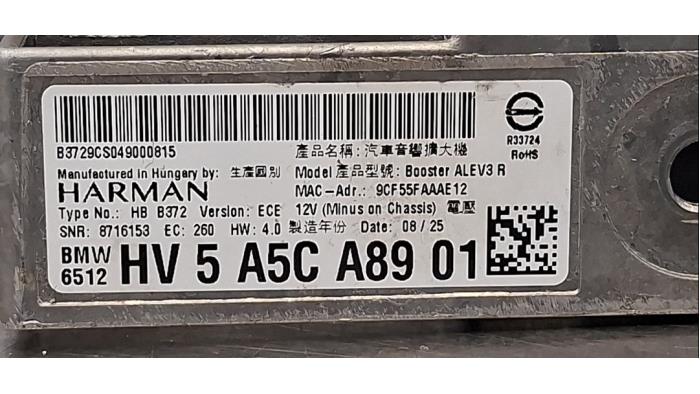 B3729CS049000815
產品名稱: 汽車音響擴大機
R33724
RoHS
Manufactured in Hungary by: 生產國別
Model 產品型號: Booster ALEV3 R
HARMAN
MAC-Adr.: 9CF55FAAAE12
Type No.: HB B372 Version: ECE 12V (Minus on Chassis) 電壓
SNR: 8716153 EC: 260 HW: 4.0 製造年份 Date: 08/25
BMW
6512 HV 5 A5C A89 01